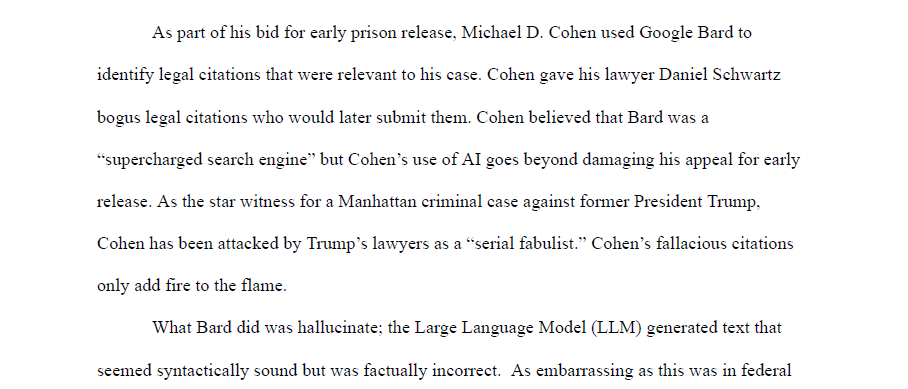 As part of his bid for early prison release, Michael D. Cohen used Google Bard to
identify legal citations that were relevant to his case. Cohen gave his lawyer Daniel Schwartz
bogus legal citations who would later submit them. Cohen believed that Bard was a
“supercharged search engine” but Cohen’s use of AI goes beyond damaging his appeal for early
release. As the star witness for a Manhattan criminal case against former President Trump,
Cohen has been attacked by Trump’s lawyers as a “serial fabulist.” Cohen’s fallacious citations
only add fire to the flame.
What Bard did was hallucinate; the Large Language Model (LLM) generated text that
seemed syntactically sound but was factually incorrect.  As embarrassing as this was in federal